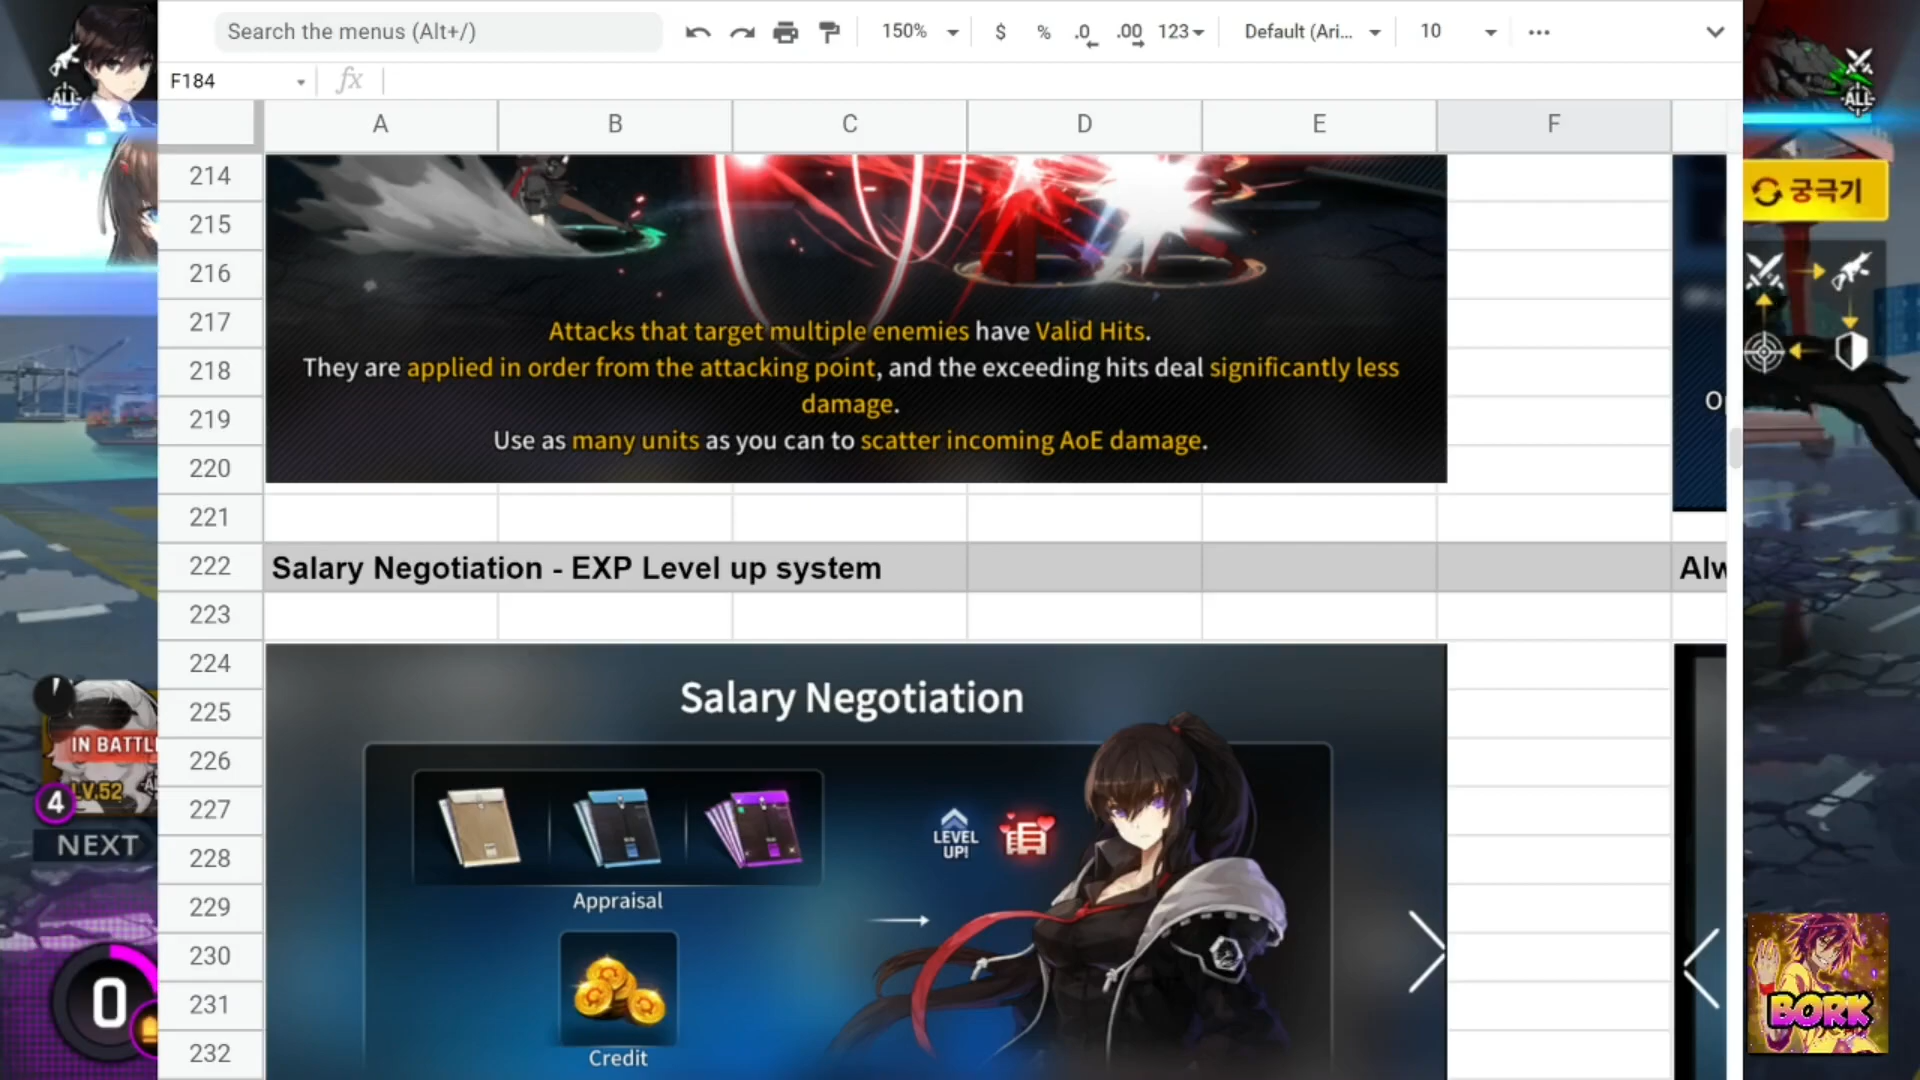 Search the menus (Alt+/)
150%
$
%
.0
.00
123
Default (Ari...
10
F184
fx
A
B
C
D
E
F
214
215
216
217
218
219
220
221
222
223
224
225
226
227
228
229
230
231
232
Attacks that target multiple enemies have Valid Hits.
They are applied in order from the attacking point, and the exceeding hits deal significantly less
damage.
Use as many units as you can to scatter incoming AoE damage.
Salary Negotiation - EXP Level up system
Alw
Salary Negotiation
LEVEL
UP!
Appraisal
Credit
ALL
IN BATTL
LV.52
4
NEXT
0
ALL
궁극기
BORK